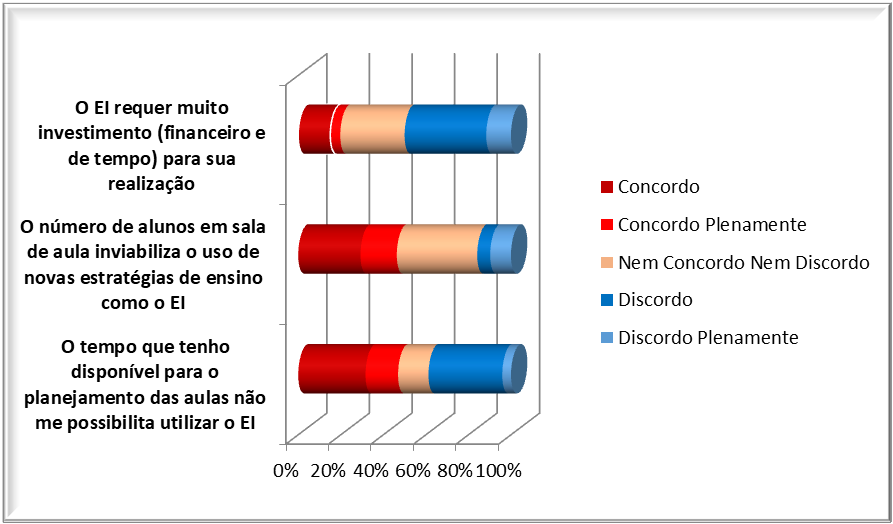 O EI requer muito
investimento (financeiro e
de tempo) para sua
realização
O número de alunos em sala
de aula inviabiliza o uso de
novas estratégias de ensino
como o EI
O tempo que tenho
disponível para o
planejamento das aulas não
me possibilita utilizar o EI
0% 20% 40% 60% 80% 100%
Concordo
Concordo Plenamente
Nem Concordo Nem Discordo
Discordo
Discordo Plenamente